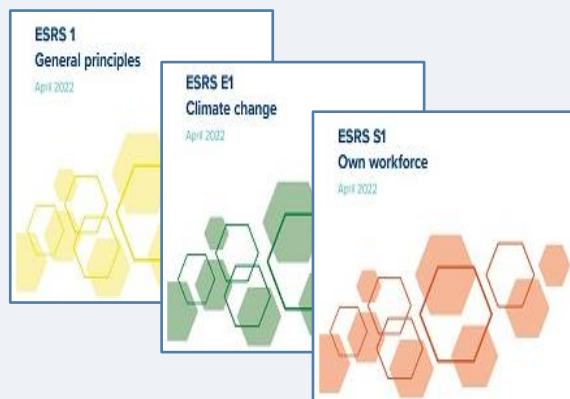 ESRS 1
General principles
April 2022
ESRS E1
Climate change
April 2022
ESRS S1
Own workforce
April 2022